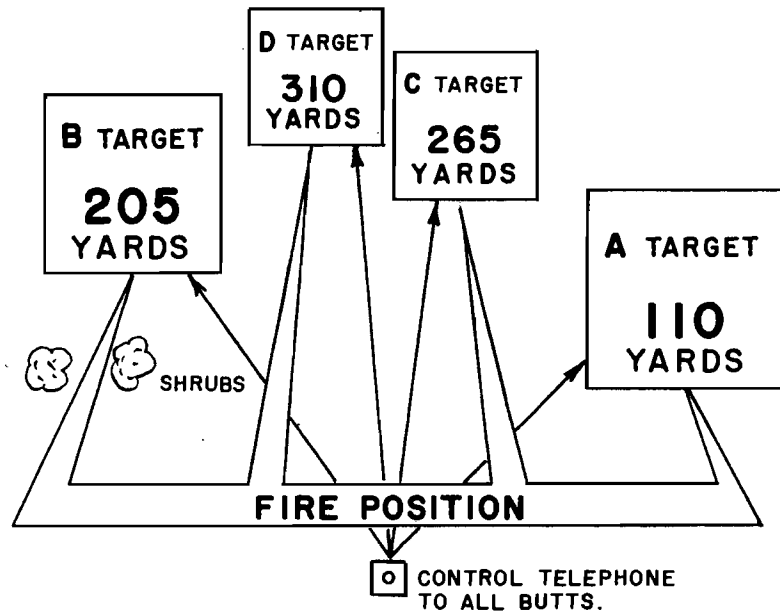 D TARGET
310
YARDS
C TARGET
265
YARDS
B TARGET
205
YARDS
A TARGET
110
YARDS
SHRUBS
FIRE POSITION
CONTROL TELEPHONE
TO ALL BUTTS.